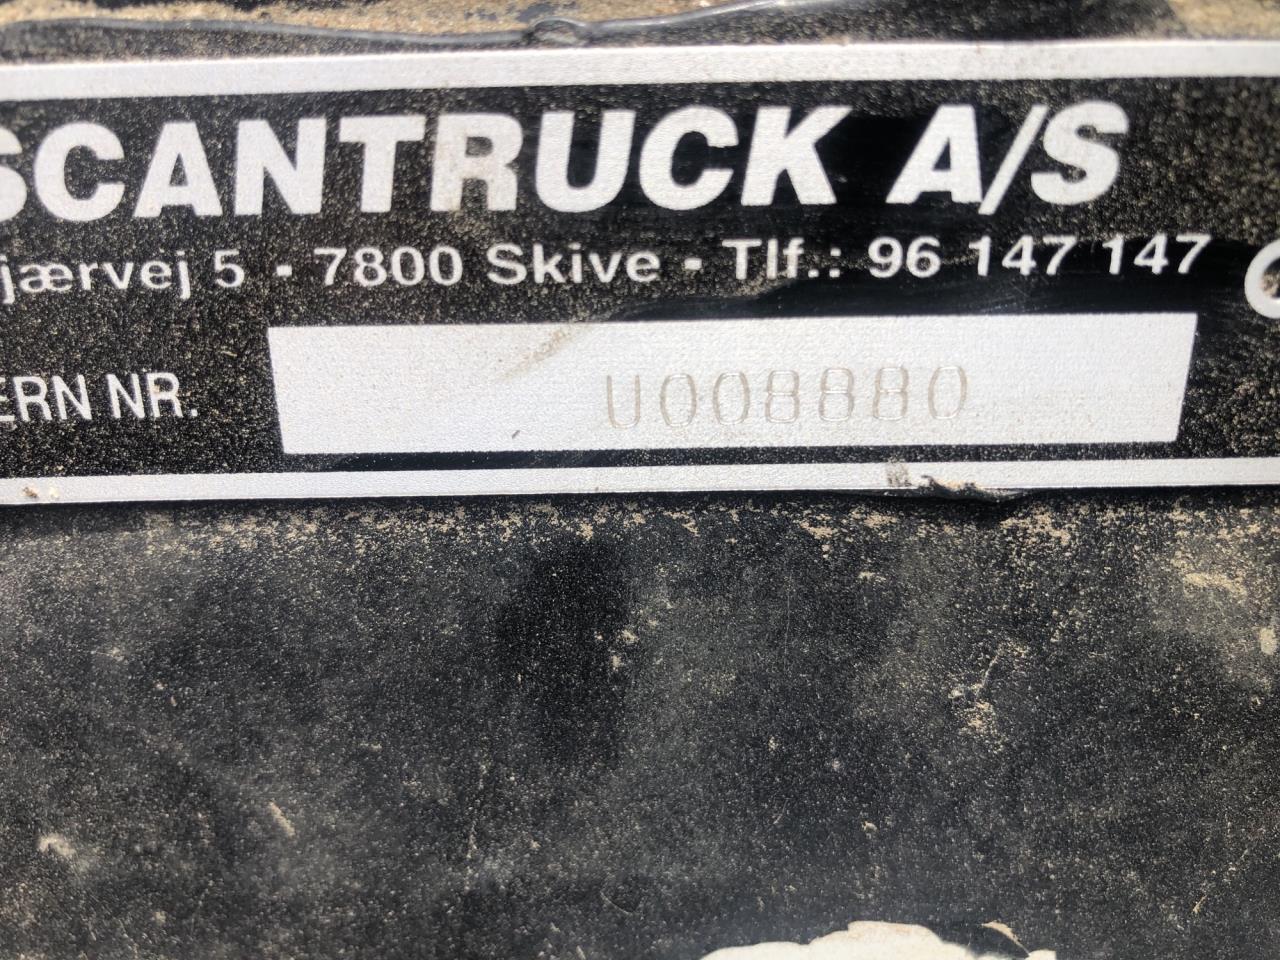 SCANTRUCK A/S
jærvej 5 - 7800 Skive - Tlf.: 96 147 147
ERN NR. U008880